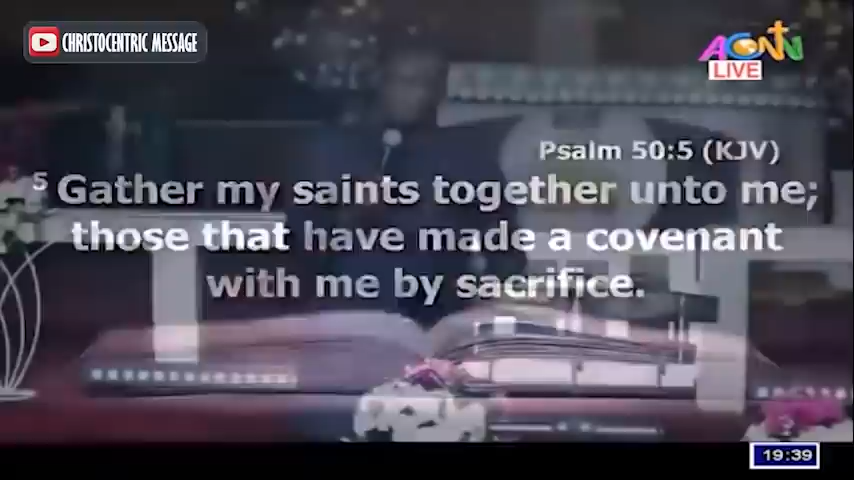 CHRISTOCENTRIC MESSAGE
ACNN
LIVE
Psalm 50:5 (KJV)
5 Gather my saints together unto me;
those that have made a covenant
with me by sacrifice.
19:39